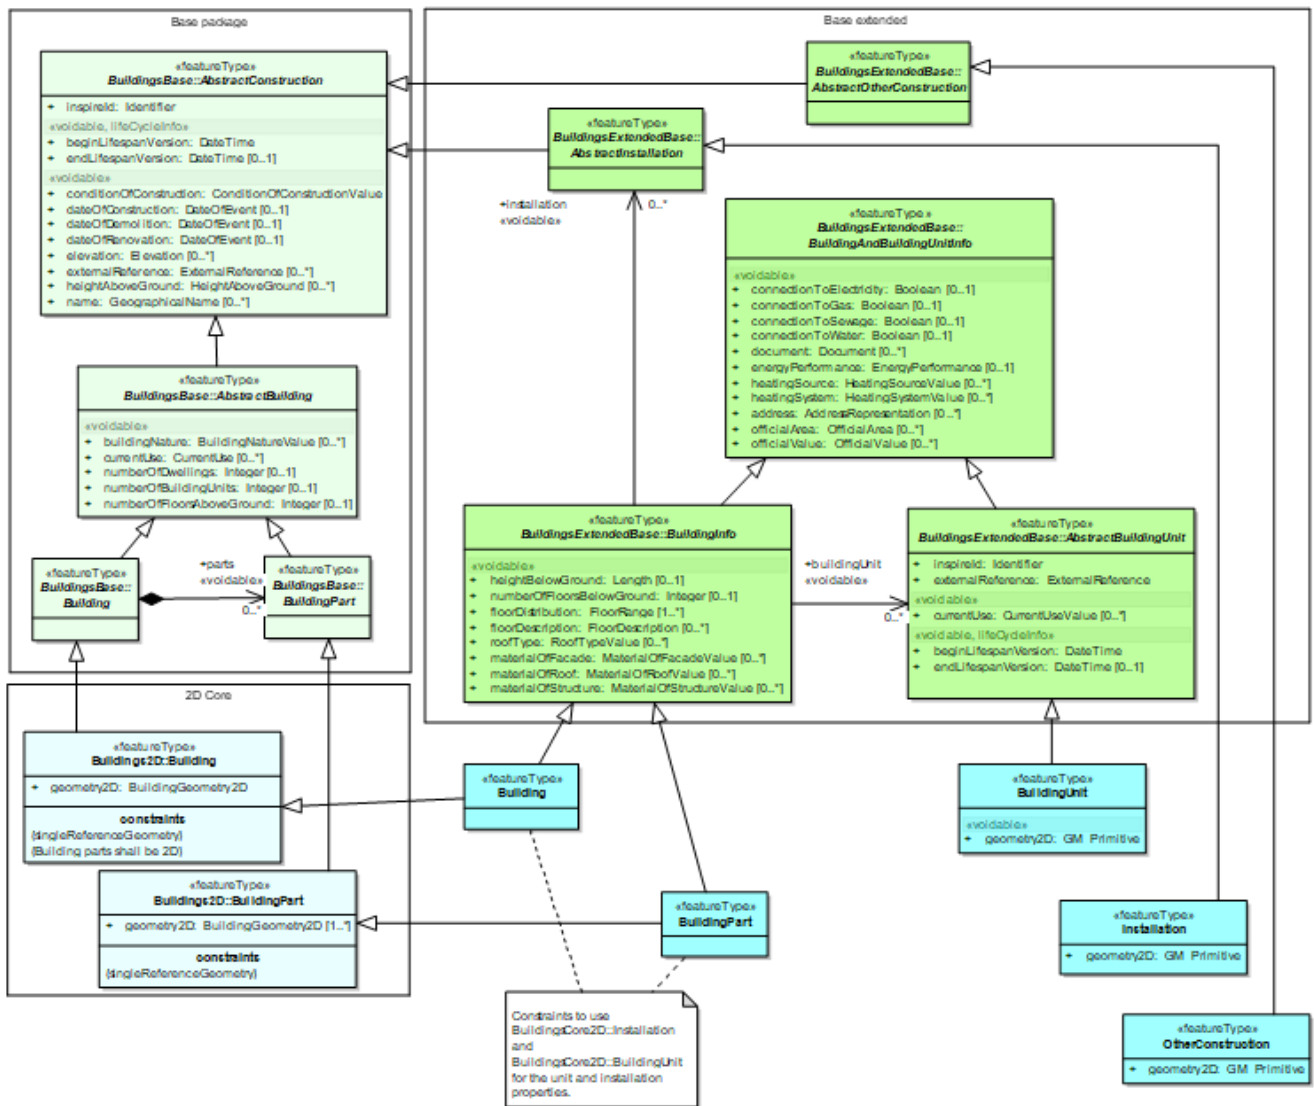 Base package
«featureType»
BuildingsBase::AbstractConstruction
+ inspireId: Identifier
«voidable, lifeCycleInfo»
+ beginLifespanVersion: DateTime
+ endLifespanVersion: DateTime [0..1]
«voidable»
+ conditionOfConstruction: ConditionOfConstructionValue
+ dateOfConstruction: DateOfEvent [0..1]
+ dateOfDemolition: DateOfEvent [0..1]
+ dateOfRenovation: DateOfEvent [0..1]
+ elevation: Elevation [0..*]
+ externalReference: ExternalReference [0..*]
+ heightAboveGround: HeightAboveGround [0..*]
+ name: GeographicalName [0..*]
«featureType»
BuildingsBase::AbstractBuilding
«voidable»
+ buildingNature: BuildingNatureValue [0..*]
+ currentUse: CurrentUse [0..*]
+ numberOfDwellings: Integer [0..1]
+ numberOfBuildingUnits: Integer [0..1]
+ numberOfFloorsAboveGround: Integer [0..1]
«featureType»
BuildingsBase::
Building
+parts
«voidable»
0..*
«featureType»
BuildingsBase::
BuildingPart
2D Core
«featureType»
Buildings2D::Building
+ geometry2D: BuildingGeometry2D
constraints
{singleReferenceGeometry}
{Building parts shall be 2D}
«featureType»
Buildings2D::BuildingPart
+ geometry2D: BuildingGeometry2D [1..*]
constraints
{singleReferenceGeometry}
Base extended
«featureType»
BuildingsExtendedBase::
AbstractOtherConstruction
«featureType»
BuildingsExtendedBase::
AbstractInstallation
+installation
«voidable»
0..*
«featureType»
BuildingsExtendedBase::
BuildingAndBuildingUnitInfo
«voidable»
+ connectionToElectricity: Boolean [0..1]
+ connectionToGas: Boolean [0..1]
+ connectionToSewage: Boolean [0..1]
+ connectionToWater: Boolean [0..1]
+ document: Document [0..*]
+ energyPerformance: EnergyPerformance [0..1]
+ heatingSource: HeatingSourceValue [0..*]
+ heatingSystem: HeatingSystemValue [0..*]
+ address: AddressRepresentation [0..*]
+ officialArea: OfficialArea [0..*]
+ officialValue: OfficialValue [0..*]
«featureType»
BuildingsExtendedBase::BuildingInfo
«voidable»
+ heightBelowGround: Length [0..1]
+ numberOfFloorsBelowGround: Integer [0..1]
+ floorDistribution: FloorRange [1..*]
+ floorDescription: FloorDescription [0..*]
+ roofType: RoofTypeValue [0..*]
+ materialOfFacade: MaterialOfFacadeValue [0..*]
+ materialOfRoof: MaterialOfRoofValue [0..*]
+ materialOfStructure: MaterialOfStructureValue [0..*]
+buildingUnit
«voidable»
0..*
«featureType»
BuildingsExtendedBase::AbstractBuildingUnit
+ inspireId: Identifier
+ externalReference: ExternalReference
«voidable»
+ currentUse: CurrentUseValue [0..*]
«voidable, lifeCycleInfo»
+ beginLifespanVersion: DateTime
+ endLifespanVersion: DateTime [0..1]
«featureType»
Building
«featureType»
BuildingUnit
«voidable»
+ geometry2D: GM_Primitive
«featureType»
BuildingPart
«featureType»
Installation
+ geometry2D: GM_Primitive
Constraints to use
BuildingsCore2D::Installation
and
BuildingsCore2D::BuildingUnit
for the unit and installation
properties.
«featureType»
OtherConstruction
+ geometry2D: GM_Primitive